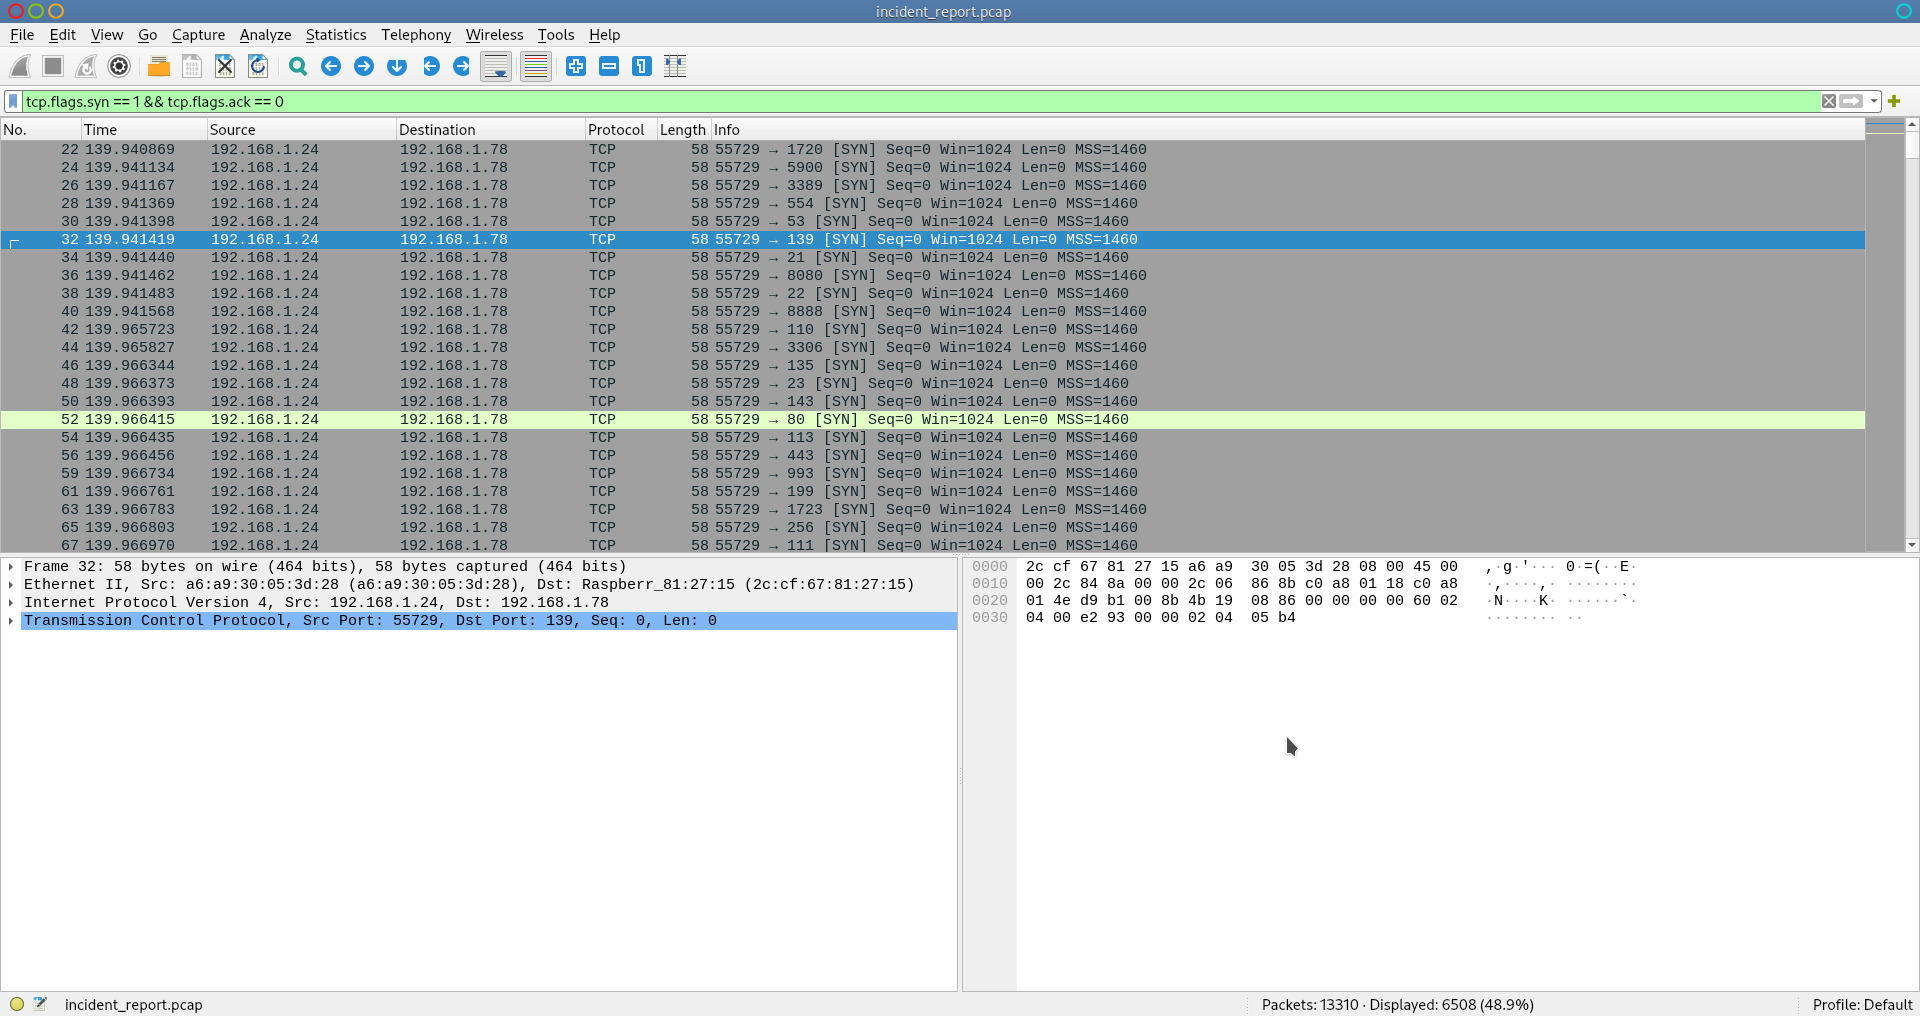 incident_report.pcap
File Edit View Go Capture Analyze Statistics Telephony Wireless Tools Help
tcp.flags.syn == 1 && tcp.flags.ack == 0
No. Time Source Destination Protocol Length Info
22 139.940869 192.168.1.24 192.168.1.78 TCP 58 55729 → 1720 [SYN] Seq=0 Win=1024 Len=0 MSS=1460
24 139.941134 192.168.1.24 192.168.1.78 TCP 58 55729 → 5900 [SYN] Seq=0 Win=1024 Len=0 MSS=1460
26 139.941167 192.168.1.24 192.168.1.78 TCP 58 55729 → 3389 [SYN] Seq=0 Win=1024 Len=0 MSS=1460
28 139.941369 192.168.1.24 192.168.1.78 TCP 58 55729 → 554 [SYN] Seq=0 Win=1024 Len=0 MSS=1460
30 139.941398 192.168.1.24 192.168.1.78 TCP 58 55729 → 53 [SYN] Seq=0 Win=1024 Len=0 MSS=1460
32 139.941419 192.168.1.24 192.168.1.78 TCP 58 55729 → 139 [SYN] Seq=0 Win=1024 Len=0 MSS=1460
34 139.941440 192.168.1.24 192.168.1.78 TCP 58 55729 → 21 [SYN] Seq=0 Win=1024 Len=0 MSS=1460
36 139.941462 192.168.1.24 192.168.1.78 TCP 58 55729 → 8080 [SYN] Seq=0 Win=1024 Len=0 MSS=1460
38 139.941483 192.168.1.24 192.168.1.78 TCP 58 55729 → 22 [SYN] Seq=0 Win=1024 Len=0 MSS=1460
40 139.941568 192.168.1.24 192.168.1.78 TCP 58 55729 → 8888 [SYN] Seq=0 Win=1024 Len=0 MSS=1460
42 139.965723 192.168.1.24 192.168.1.78 TCP 58 55729 → 110 [SYN] Seq=0 Win=1024 Len=0 MSS=1460
44 139.965827 192.168.1.24 192.168.1.78 TCP 58 55729 → 3306 [SYN] Seq=0 Win=1024 Len=0 MSS=1460
46 139.966344 192.168.1.24 192.168.1.78 TCP 58 55729 → 135 [SYN] Seq=0 Win=1024 Len=0 MSS=1460
48 139.966373 192.168.1.24 192.168.1.78 TCP 58 55729 → 23 [SYN] Seq=0 Win=1024 Len=0 MSS=1460
50 139.966393 192.168.1.24 192.168.1.78 TCP 58 55729 → 143 [SYN] Seq=0 Win=1024 Len=0 MSS=1460
52 139.966415 192.168.1.24 192.168.1.78 TCP 58 55729 → 80 [SYN] Seq=0 Win=1024 Len=0 MSS=1460
54 139.966435 192.168.1.24 192.168.1.78 TCP 58 55729 → 113 [SYN] Seq=0 Win=1024 Len=0 MSS=1460
56 139.966456 192.168.1.24 192.168.1.78 TCP 58 55729 → 443 [SYN] Seq=0 Win=1024 Len=0 MSS=1460
59 139.966734 192.168.1.24 192.168.1.78 TCP 58 55729 → 993 [SYN] Seq=0 Win=1024 Len=0 MSS=1460
61 139.966761 192.168.1.24 192.168.1.78 TCP 58 55729 → 199 [SYN] Seq=0 Win=1024 Len=0 MSS=1460
63 139.966783 192.168.1.24 192.168.1.78 TCP 58 55729 → 1723 [SYN] Seq=0 Win=1024 Len=0 MSS=1460
65 139.966803 192.168.1.24 192.168.1.78 TCP 58 55729 → 256 [SYN] Seq=0 Win=1024 Len=0 MSS=1460
67 139.966970 192.168.1.24 192.168.1.78 TCP 58 55729 → 111 [SYN] Seq=0 Win=1024 Len=0 MSS=1460
Frame 32: 58 bytes on wire (464 bits), 58 bytes captured (464 bits)
Ethernet II, Src: a6:a9:30:05:3d:28 (a6:a9:30:05:3d:28), Dst: Raspberr_81:27:15 (2c:cf:67:81:27:15)
Internet Protocol Version 4, Src: 192.168.1.24, Dst: 192.168.1.78
Transmission Control Protocol, Src Port: 55729, Dst Port: 139, Seq: 0, Len: 0
0000 2c cf 67 81 27 15 a6 a9 30 05 3d 28 08 00 45 00 ,·g·'··· 0·=(··E·
0010 00 2c 84 8a 00 00 2c 06 86 8b c0 a8 01 18 c0 a8 ·,····,· ········
0020 01 4e d9 b1 00 8b 4b 19 08 86 00 00 00 00 60 02 ·N····K· ······`·
0030 04 00 e2 93 00 00 02 04 05 b4 ········ ··
incident_report.pcap
Packets: 13310 · Displayed: 6508 (48.9%)
Profile: Default